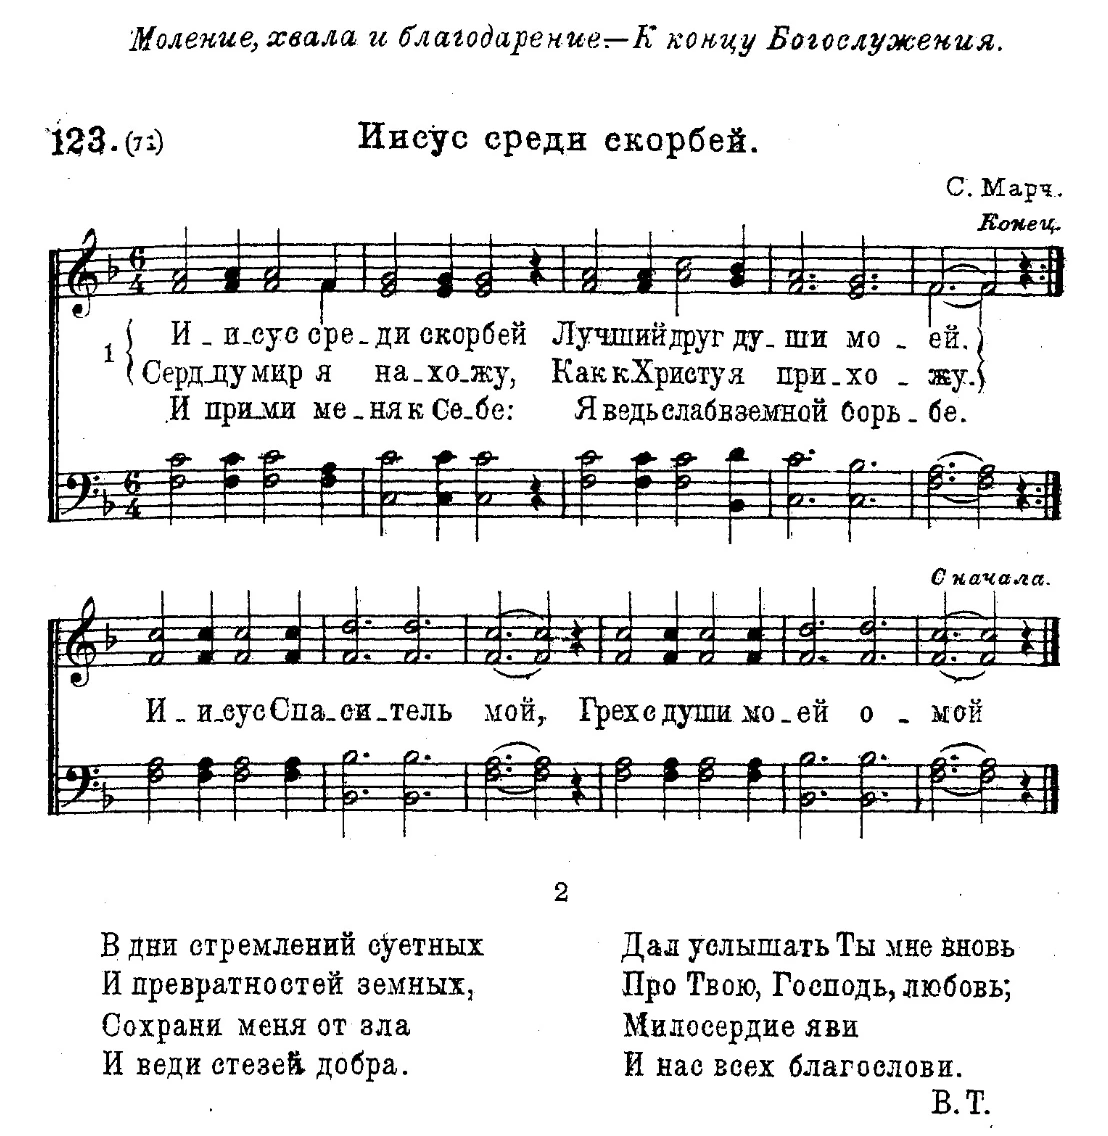 Моление, хвала и благодарение.—К концу Богослужения.
123. (71)
Иисус среди скорбей.
С. Марч.
Конец.
6 4
1 { И - и-сус сре-ди скорбей Лучший друг ду-ши мо - ей. }
{ Серд-цу мир я на-хо-жу, Как к Христу я при-хо - жу. }
И при-ми ме-ня к Се-бе: Я ведь слаб в земной борь-бе.
6 4
С начала.
И - и-сус Спа-си-тель мой, Грех с души мо-ей о - мой
2
В дни стремлений суетных
И превратностей земных,
Сохрани меня от зла
И веди стезей добра.
Дал услышать Ты мне вновь
Про Твою, Господь, любовь;
Милосердие яви
И нас всех благослови.
В. Т.